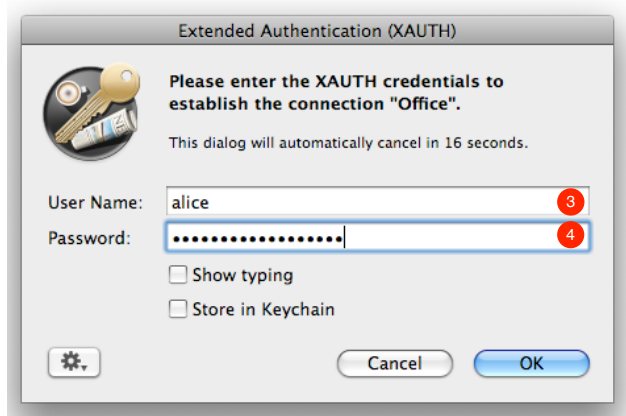 Extended Authentication (XAUTH)
Please enter the XAUTH credentials to
establish the connection "Office".
This dialog will automatically cancel in 16 seconds.
User Name: alice 3
Password: •••••••••••••••••• 4
Show typing
Store in Keychain
Cancel OK